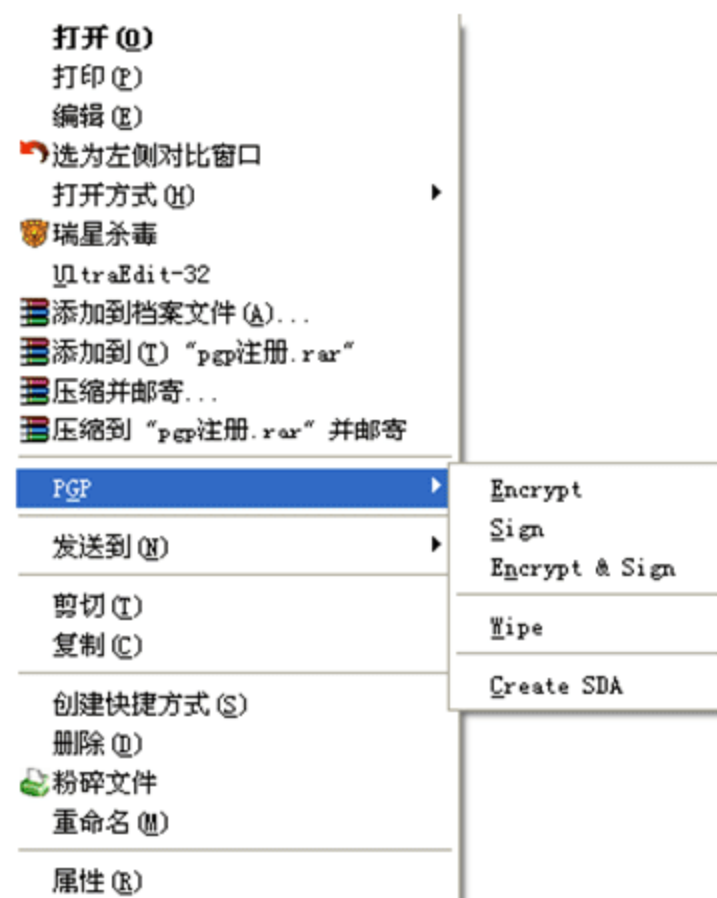 打开(O)
打印(P)
编辑(E)
选为左侧对比窗口
打开方式(H)
瑞星杀毒
UltraEdit-32
添加到档案文件(A)...
添加到(T) "pgp注册.rar"
压缩并邮寄...
压缩到 "pgp注册.rar" 并邮寄
PGP
发送到(N)
剪切(T)
复制(C)
创建快捷方式(S)
删除(D)
粉碎文件
重命名(M)
属性(R)
Encrypt
Sign
Encrypt & Sign
Wipe
Create SDA